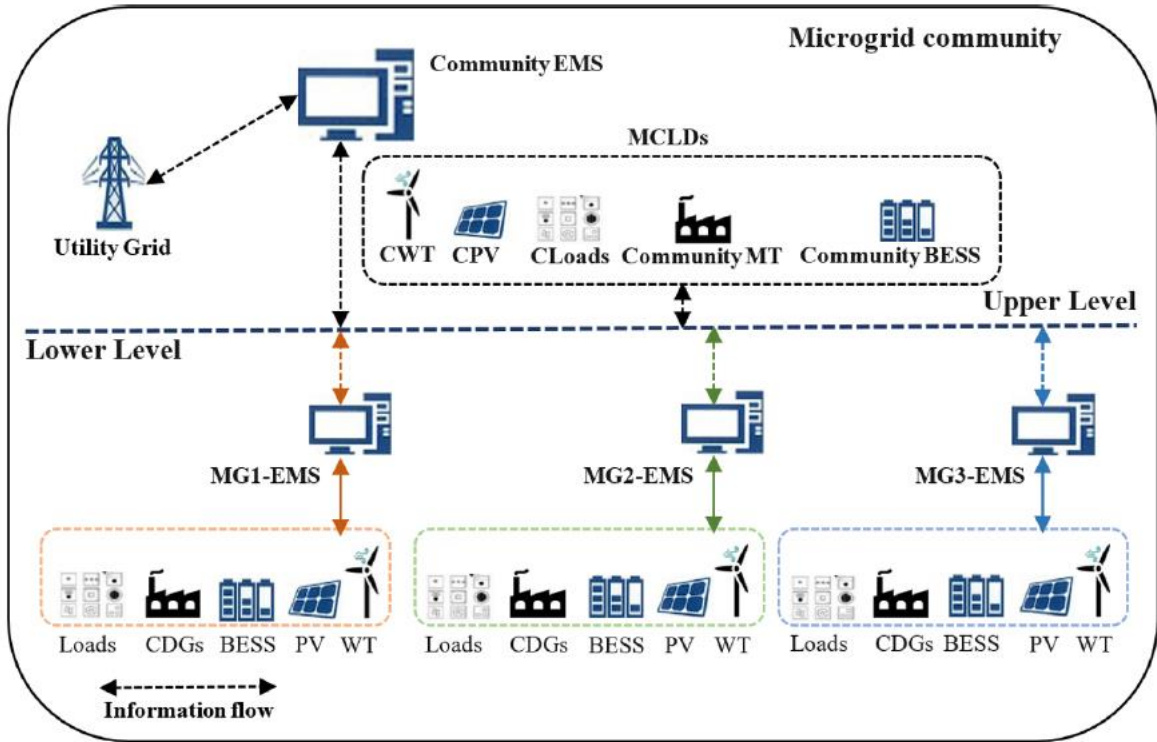 Microgrid community
Community EMS
MCLDs
Utility Grid
CWT CPV CLoads Community MT Community BESS
Upper Level
Lower Level
MG1-EMS MG2-EMS MG3-EMS
Loads CDGs BESS PV WT Loads CDGs BESS PV WT Loads CDGs BESS PV WT
Information flow